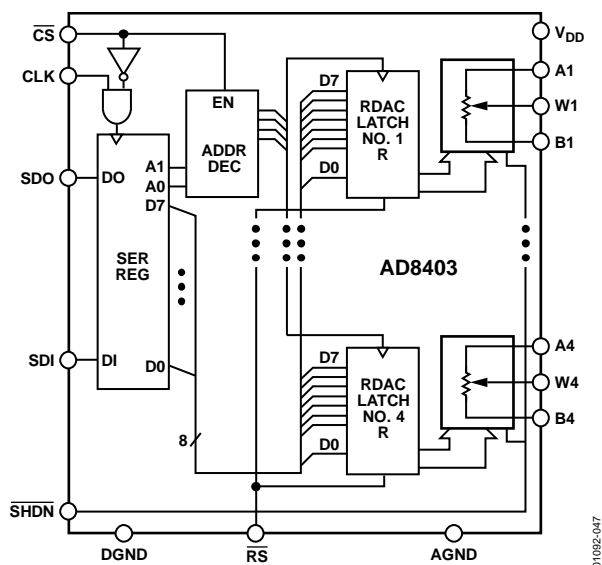 CS
VDD
CLK
A1
W1
B1
EN
ADDR
DEC
D7
D0
RDAC
LATCH
NO. 1
R
SDO
DO
A1
A0
D7
SER
REG
AD8403
SDI
DI
D0
8
D7
D0
RDAC
LATCH
NO. 4
R
A4
W4
B4
SHDN
DGND
RS
AGND
01092-047